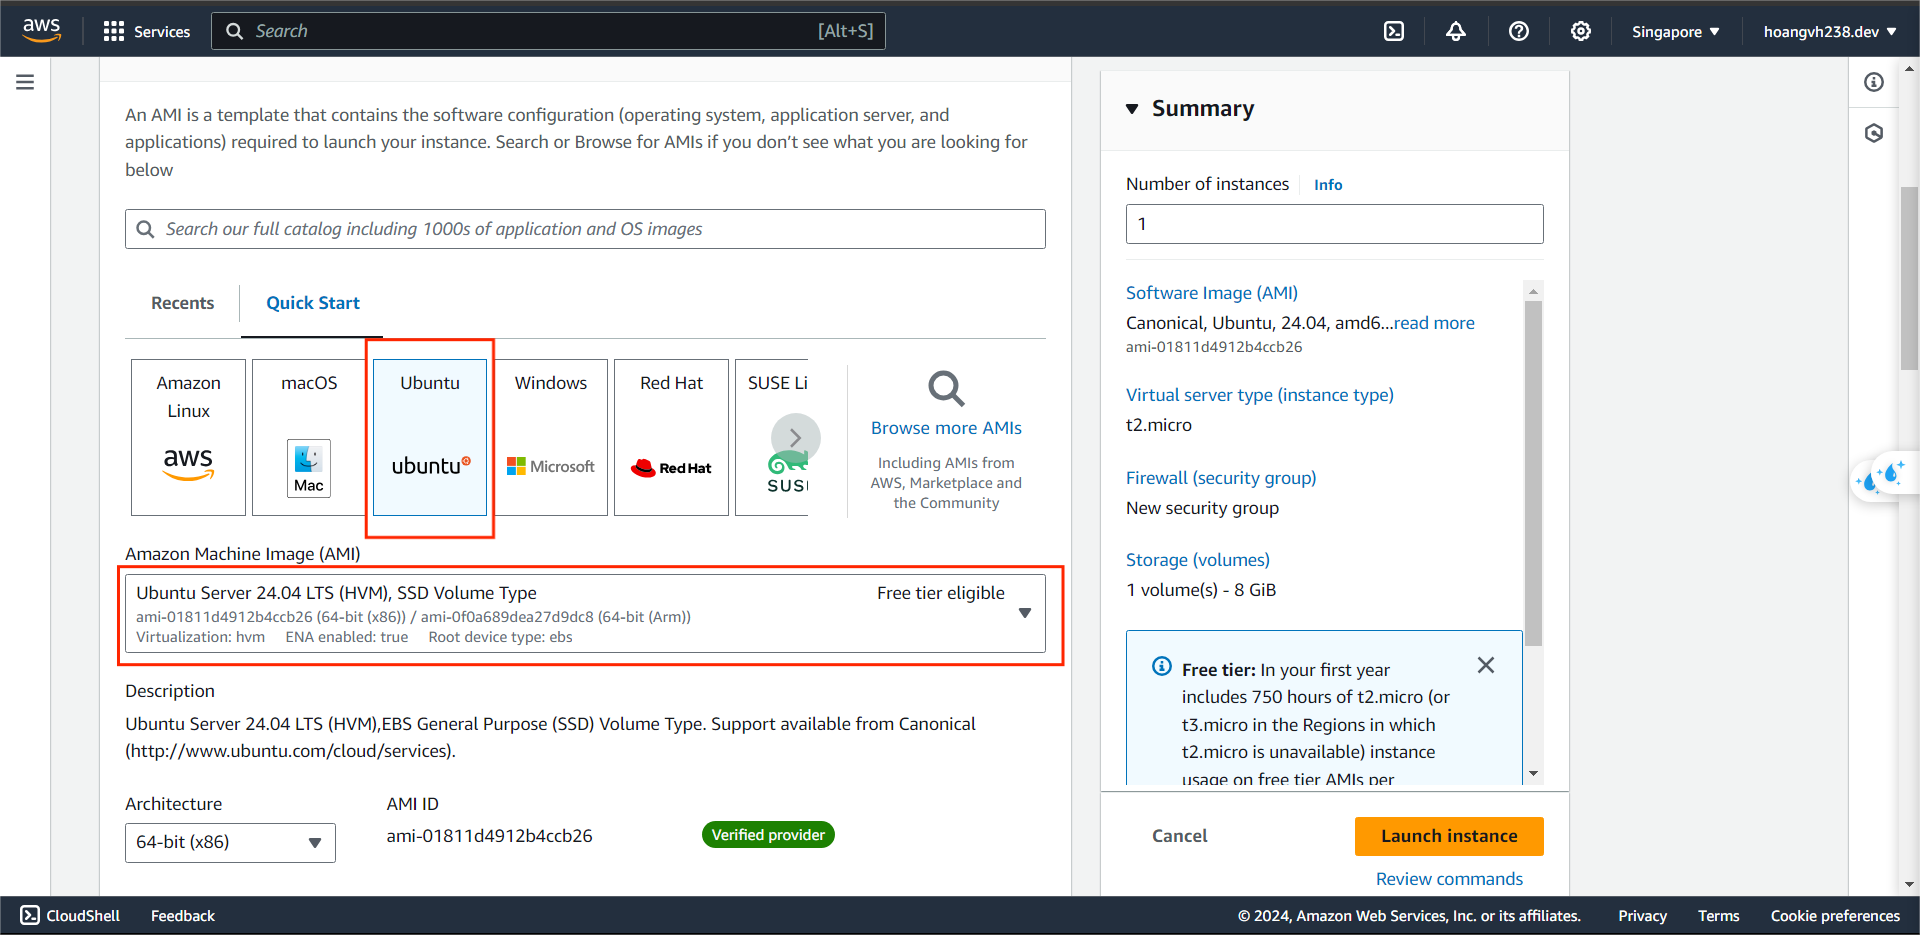 aws
Services
Search
[Alt+S]
Singapore
hoangvh238.dev
An AMI is a template that contains the software configuration (operating system, application server, and
applications) required to launch your instance. Search or Browse for AMIs if you don’t see what you are looking for
below
Search our full catalog including 1000s of application and OS images
Recents
Quick Start
Amazon
Linux
aws
macOS
Mac
Ubuntu
ubuntu
Windows
Microsoft
Red Hat
Red Hat
SUSE Li
SUS
Browse more AMIs
Including AMIs from
AWS, Marketplace and
the Community
Amazon Machine Image (AMI)
Ubuntu Server 24.04 LTS (HVM), SSD Volume Type
Free tier eligible
ami-01811d4912b4ccb26 (64-bit (x86)) / ami-0f0a689dea27d9dc8 (64-bit (Arm))
Virtualization: hvm ENA enabled: true Root device type: ebs
Description
Ubuntu Server 24.04 LTS (HVM),EBS General Purpose (SSD) Volume Type. Support available from Canonical
(http://www.ubuntu.com/cloud/services).
Architecture
64-bit (x86)
AMI ID
ami-01811d4912b4ccb26
Verified provider
Summary
Number of instances
Info
1
Software Image (AMI)
Canonical, Ubuntu, 24.04, amd6...read more
ami-01811d4912b4ccb26
Virtual server type (instance type)
t2.micro
Firewall (security group)
New security group
Storage (volumes)
1 volume(s) - 8 GiB
Free tier: In your first year
includes 750 hours of t2.micro (or
t3.micro in the Regions in which
t2.micro is unavailable) instance
usage on free tier AMIs per
Cancel
Launch instance
Review commands
CloudShell
Feedback
© 2024, Amazon Web Services, Inc. or its affiliates.
Privacy
Terms
Cookie preferences